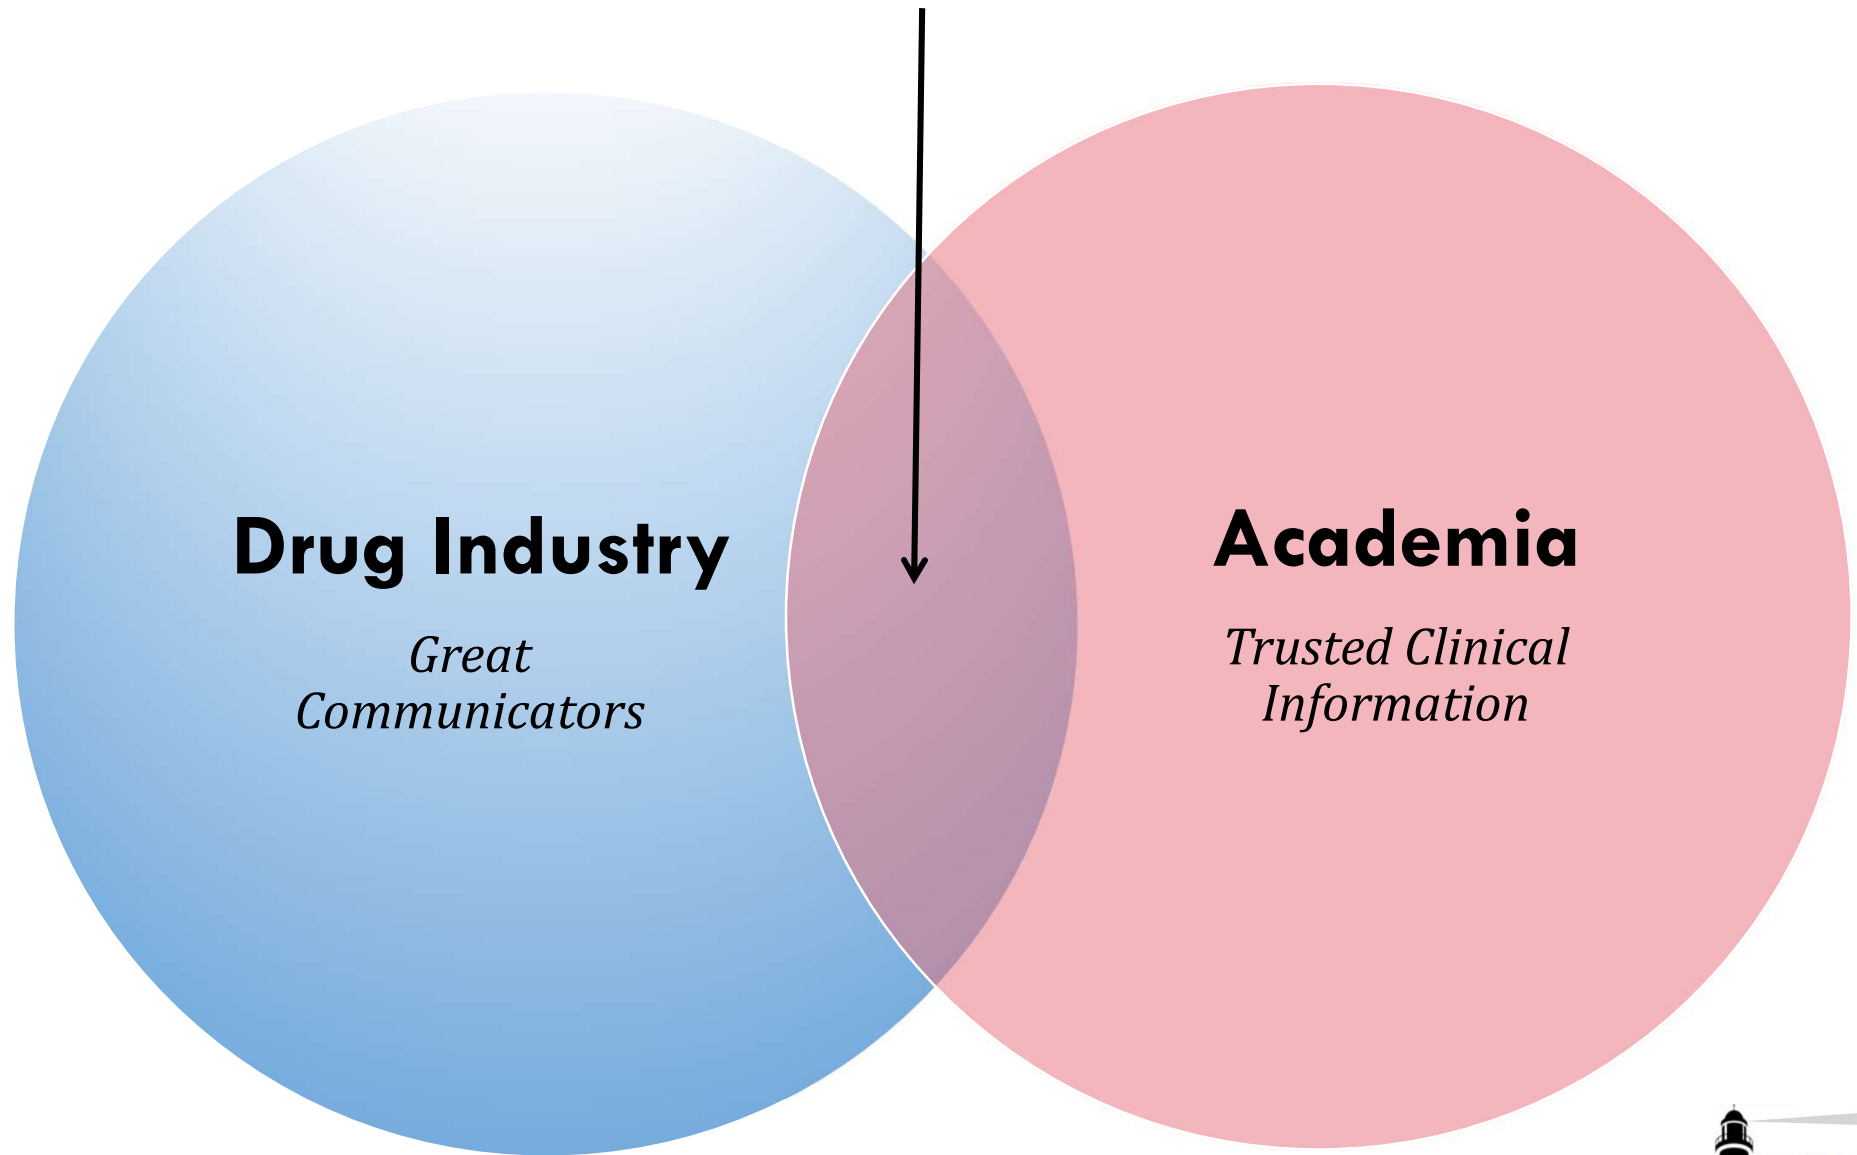 Drug Industry
Great
Communicators
Academia
Trusted Clinical
Information